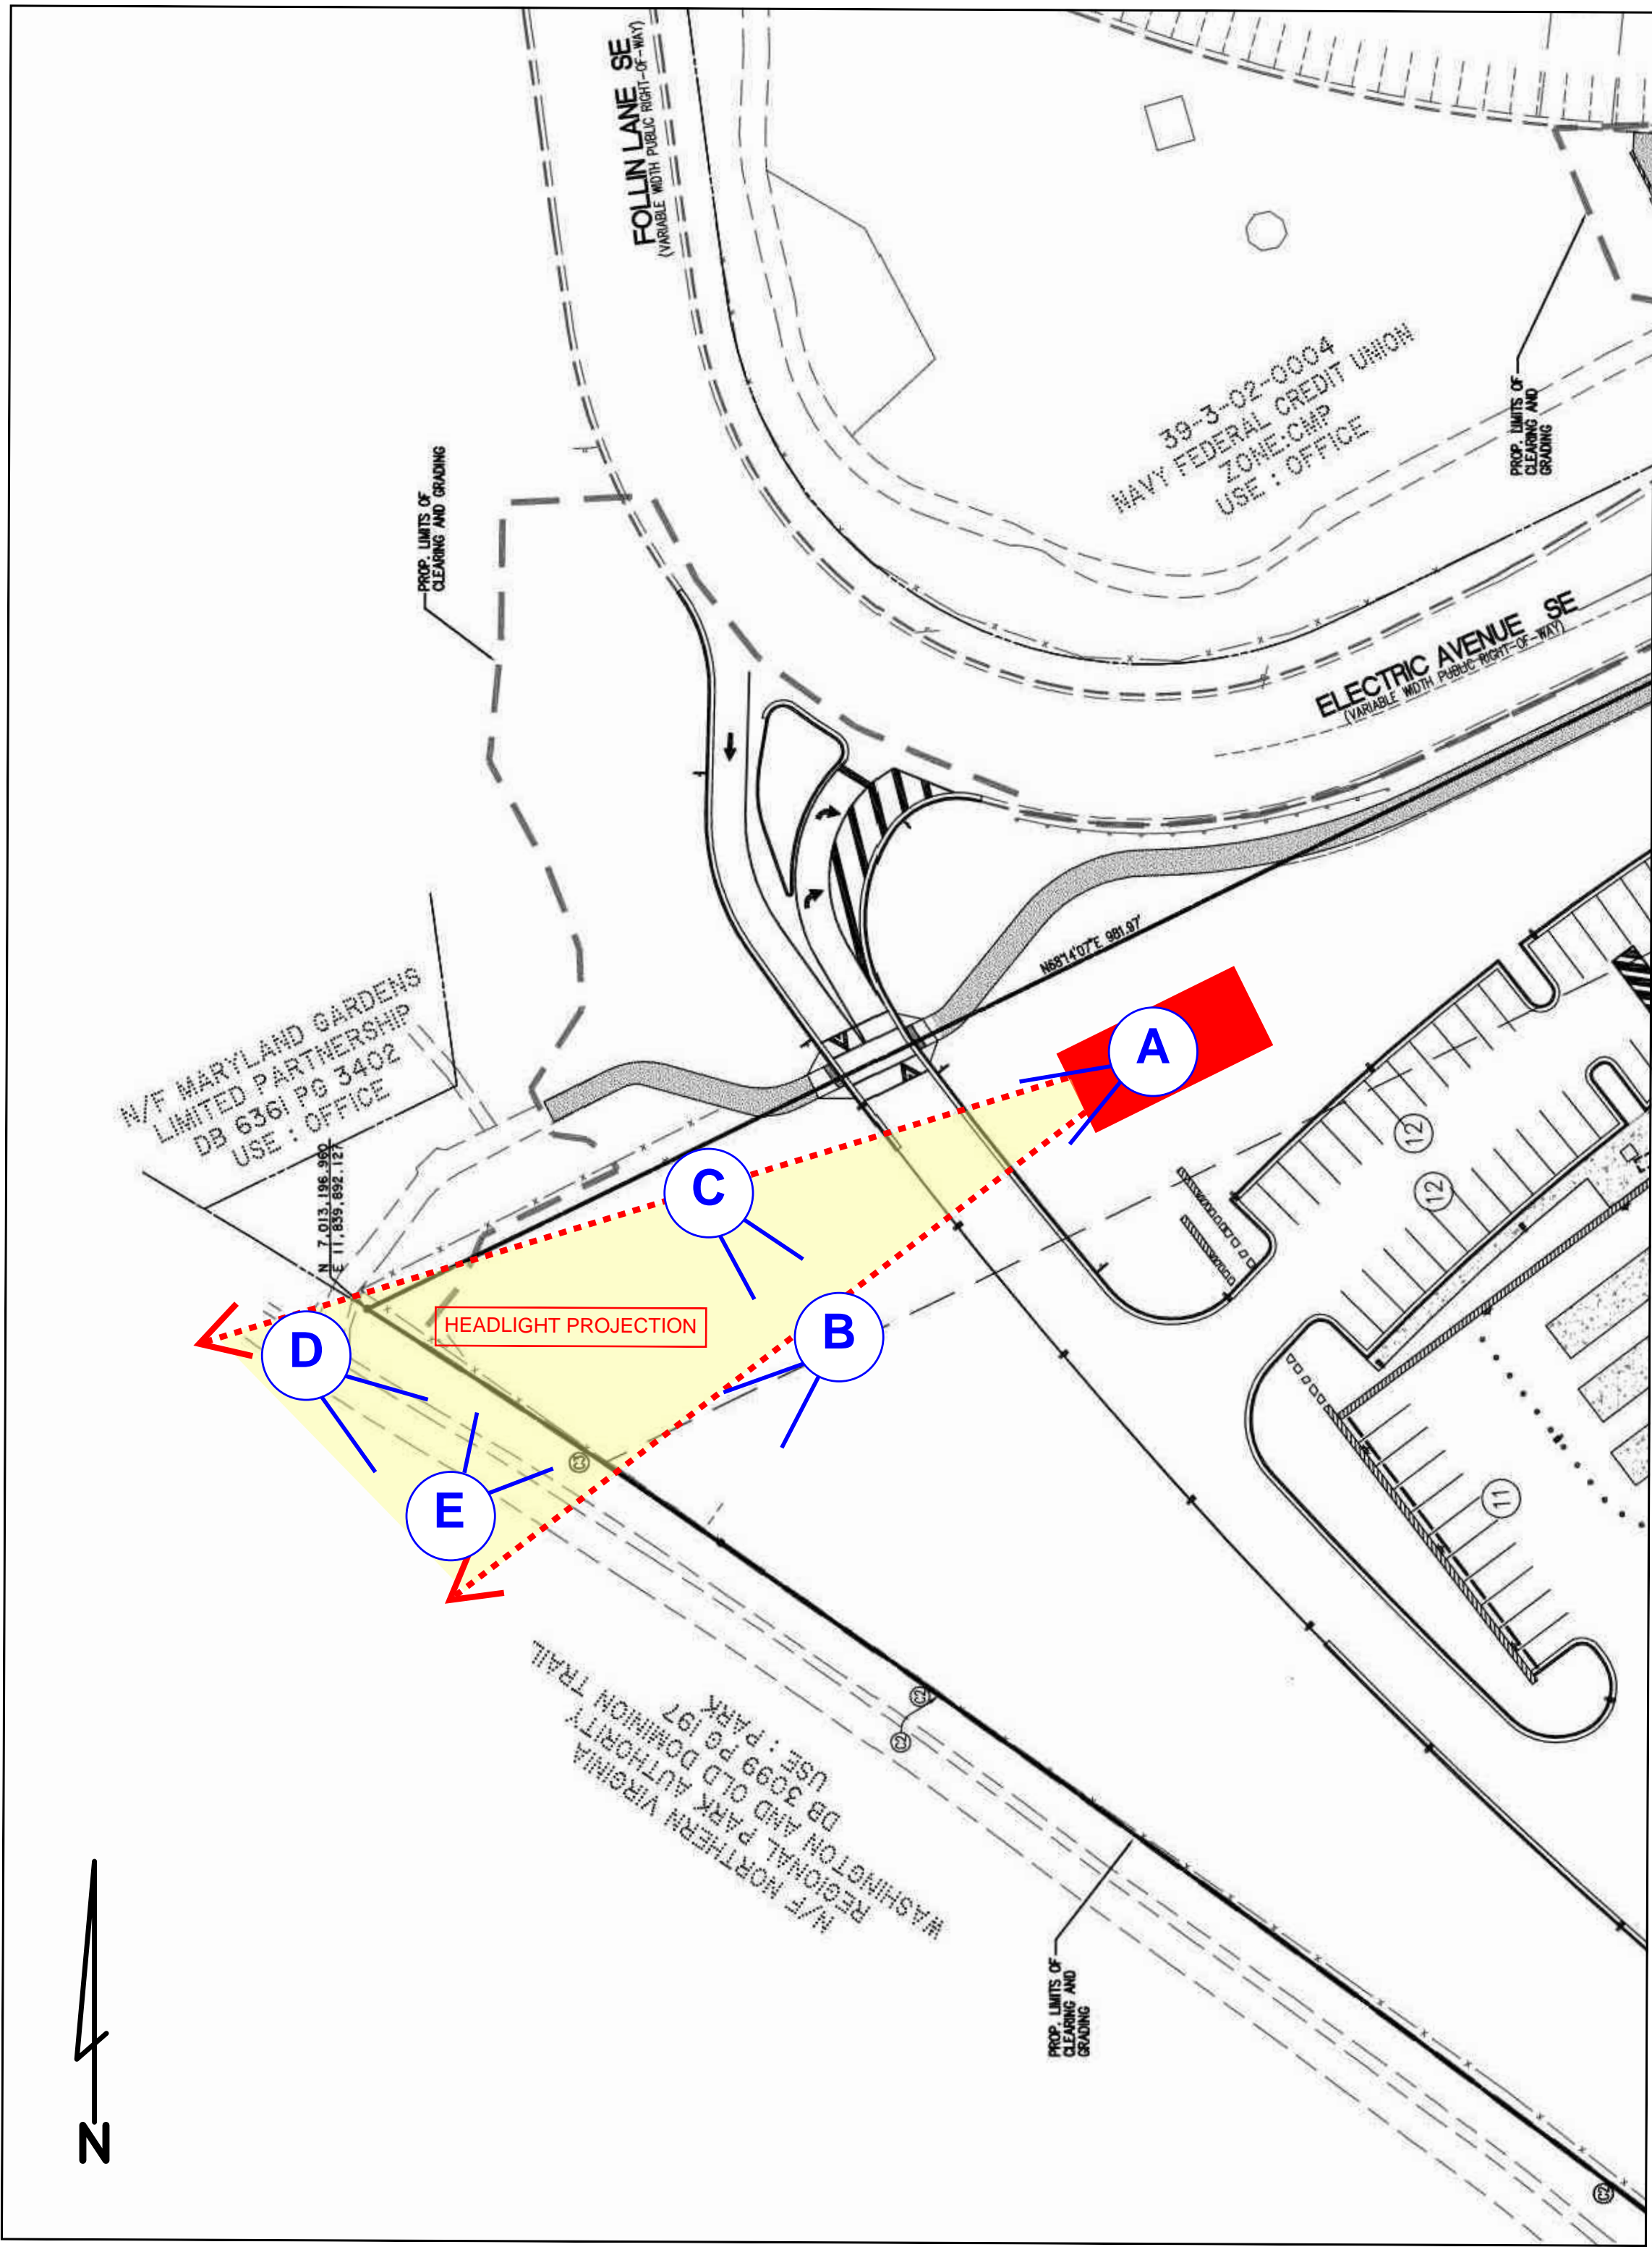 FOLLIN LANE SE
(VARIABLE WIDTH PUBLIC RIGHT-OF-WAY)
39-3-02-0004
NAVY FEDERAL CREDIT UNION
ZONE:CMP
USE : OFFICE
PROP. LIMITS OF
CLEARING AND
GRADING
PROP. LIMITS OF
CLEARING AND GRADING
ELECTRIC AVENUE SE
(VARIABLE WIDTH PUBLIC RIGHT-OF-WAY)
N68°14'07"E 981.97'
N/F MARYLAND GARDENS
LIMITED PARTNERSHIP
DB 6361 PG 3402
USE : OFFICE
N 7,013,196.960
E 11,839,892.127
A
12
12
C
B
HEADLIGHT PROJECTION
D
E
C3
11
N/F NORTHERN VIRGINIA
REGIONAL PARK AUTHORITY
WASHINGTON AND OLD DOMINION TRAIL
DB 3099 PG 197
USE : PARK
C2
C2
PROP. LIMITS OF
CLEARING AND
GRADING
N
C2